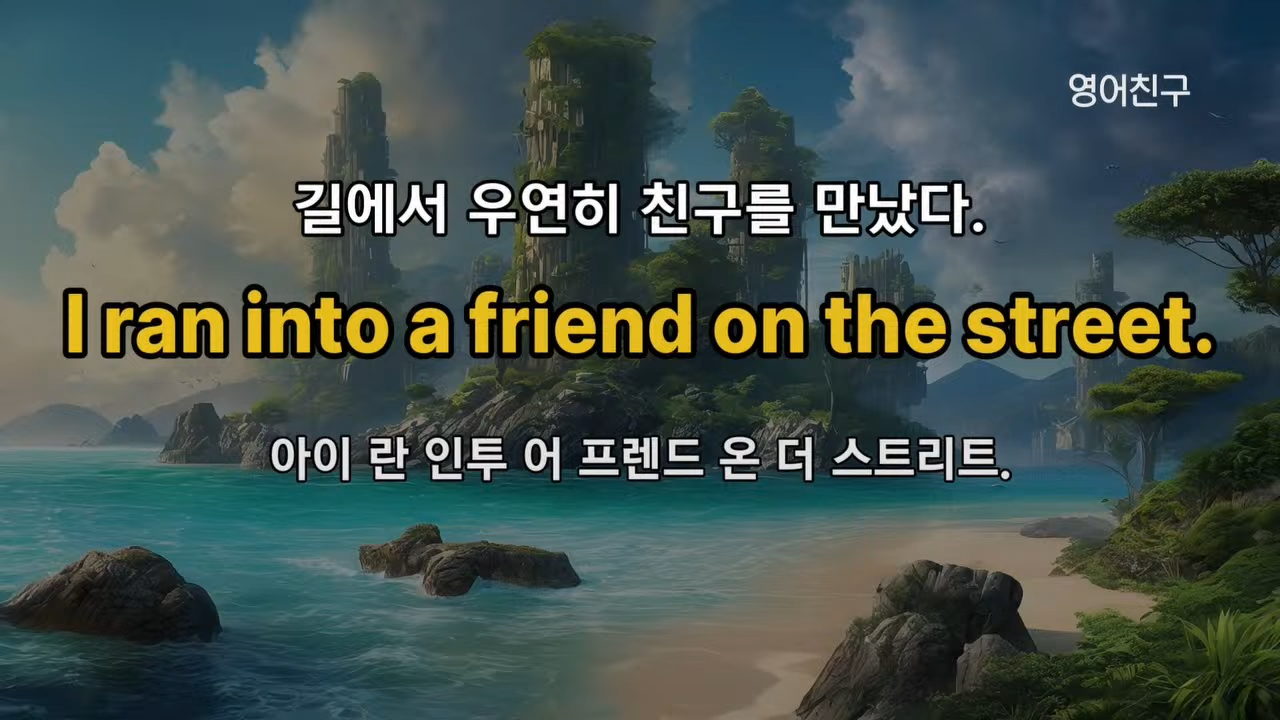 영어친구
길에서 우연히 친구를 만났다.
I ran into a friend on the street.
아이 란 인투 어 프렌드 온 더 스트리트.